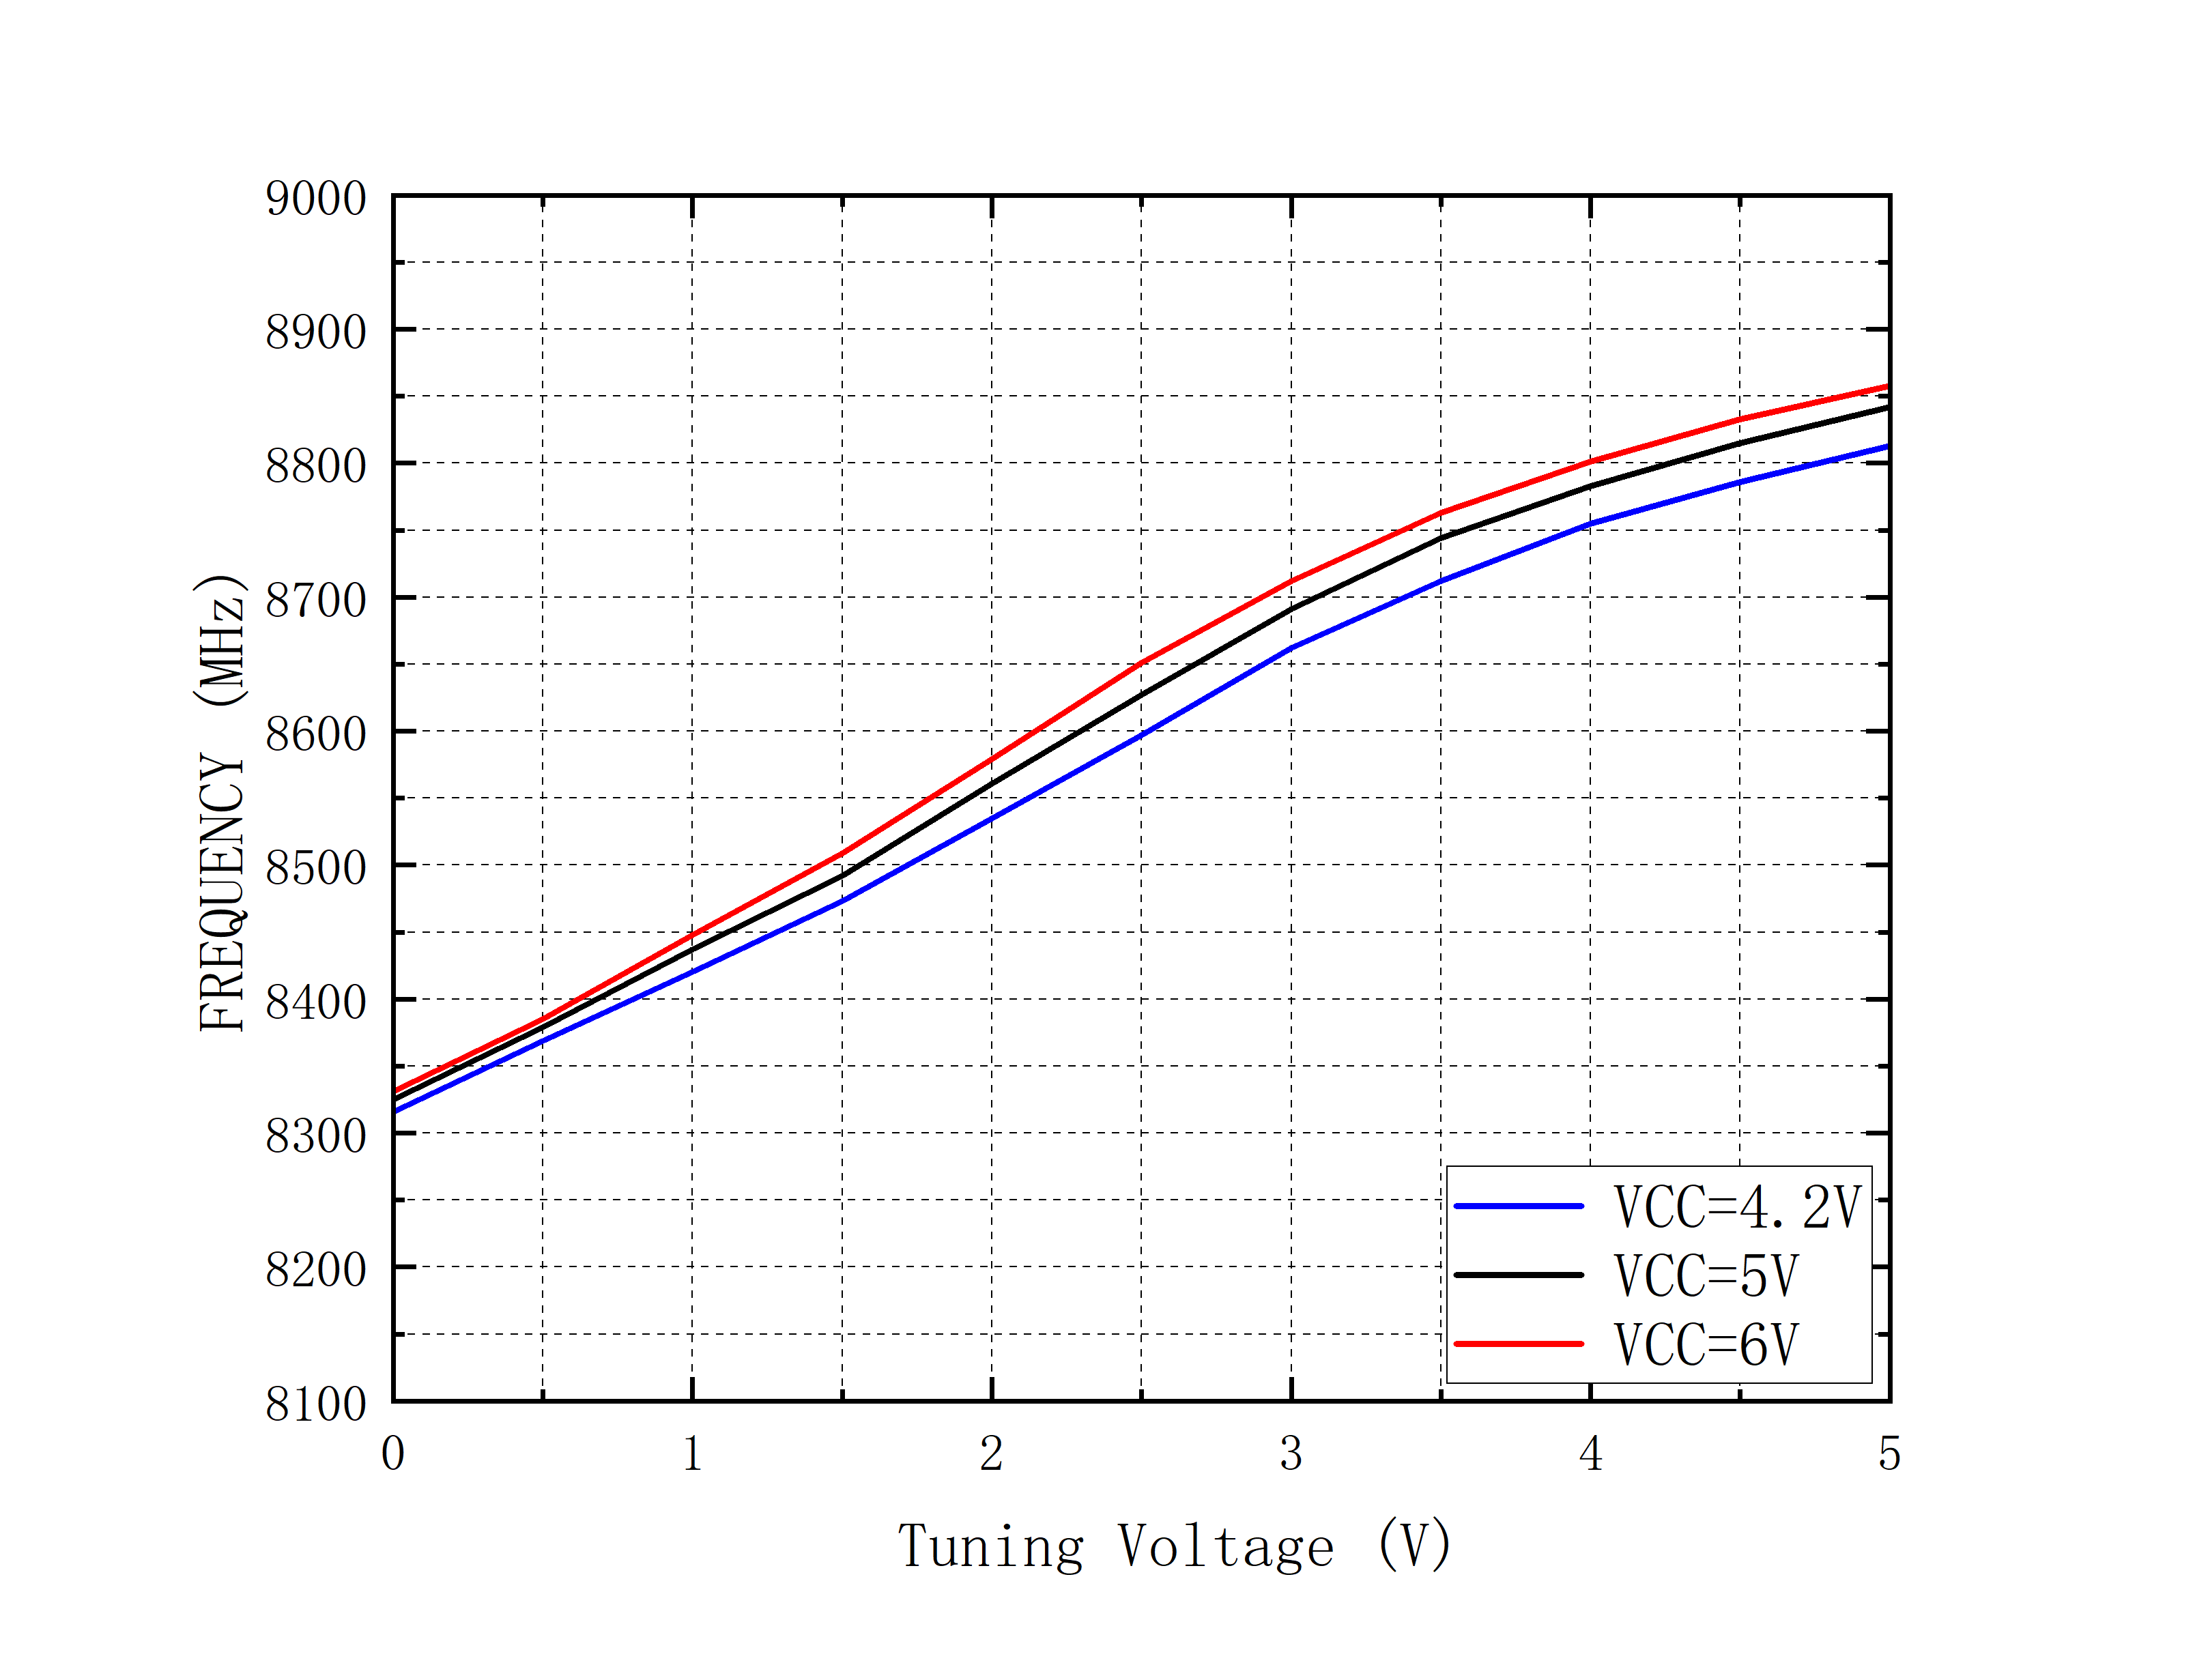 9000
8900
8800
8700
8600
8500
8400
8300
8200
8100
FREQUENCY (MHz)
0 1 2 3 4 5
Tuning Voltage (V)
VCC=4.2V
VCC=5V
VCC=6V